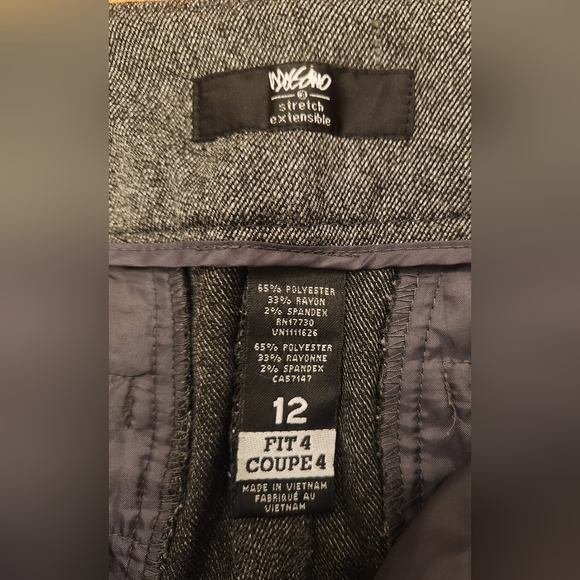 mossimo
stretch
extensible
65% POLYESTER
33% RAYON
2% SPANDEX
RN17730
UN1111626
65% POLYESTER
33% RAYONNE
2% SPANDEX
CA57147
12
FIT 4
COUPE 4
MADE IN VIETNAM
FABRIQUÉ AU
VIETNAM